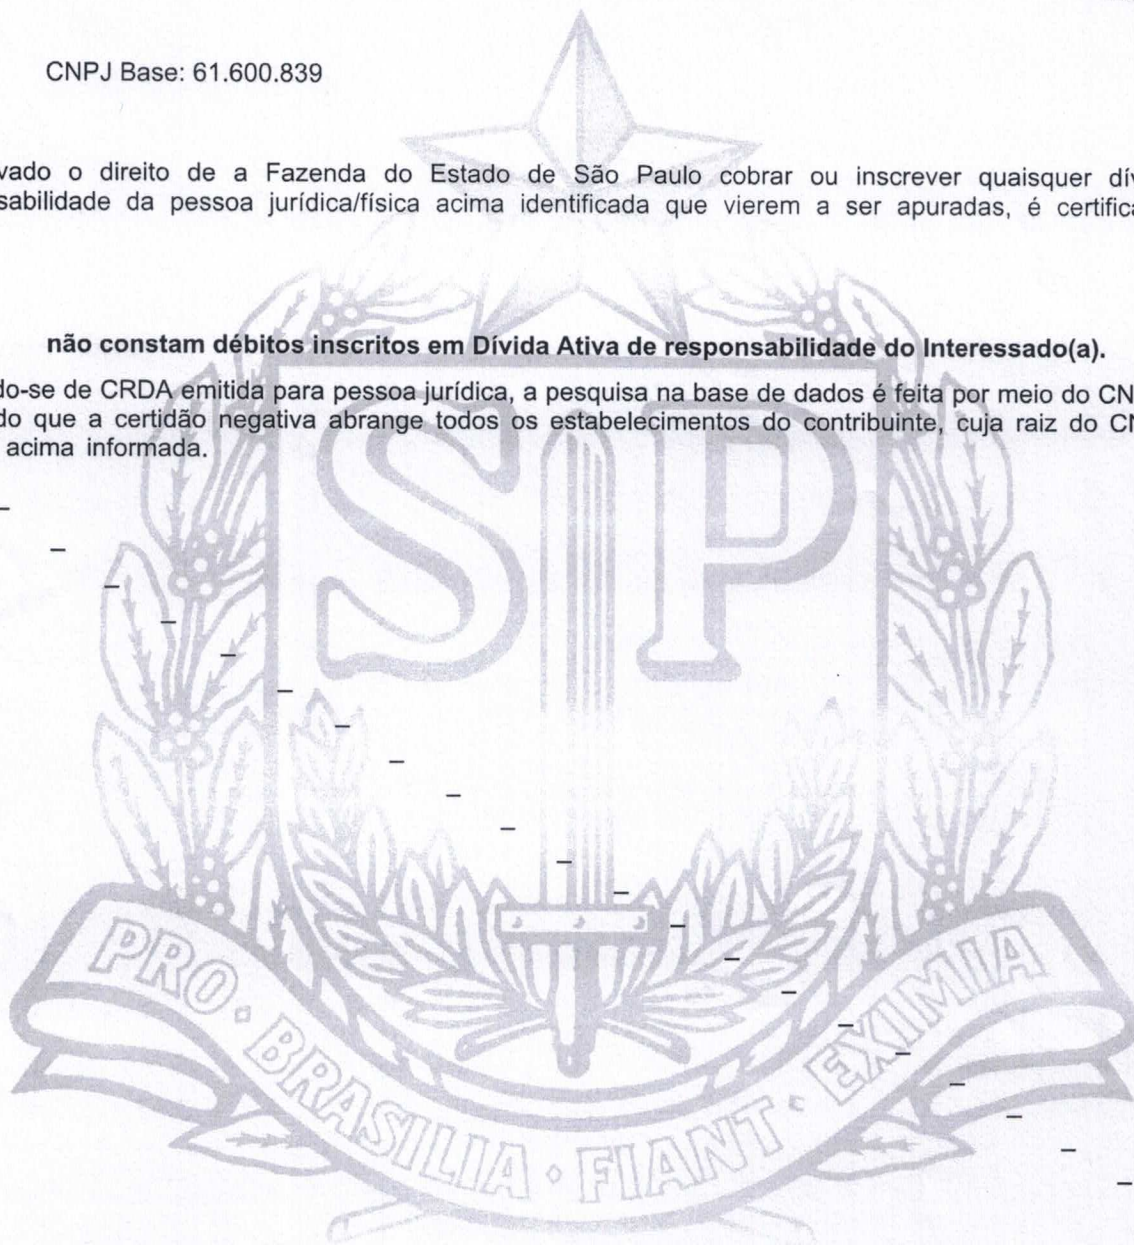 CNPJ Base: 61.600.839
vado o direito de a Fazenda do Estado de São Paulo cobrar ou inscrever quaisquer dív
sabilidade da pessoa jurídica/física acima identificada que vierem a ser apuradas, é certifica
não constam débitos inscritos em Dívida Ativa de responsabilidade do Interessado(a).
do-se de CRDA emitida para pessoa jurídica, a pesquisa na base de dados é feita por meio do CN
do que a certidão negativa abrange todos os estabelecimentos do contribuinte, cuja raiz do CN
acima informada.
SP
PRO · BRASILIA · FIANT · EXIMIA